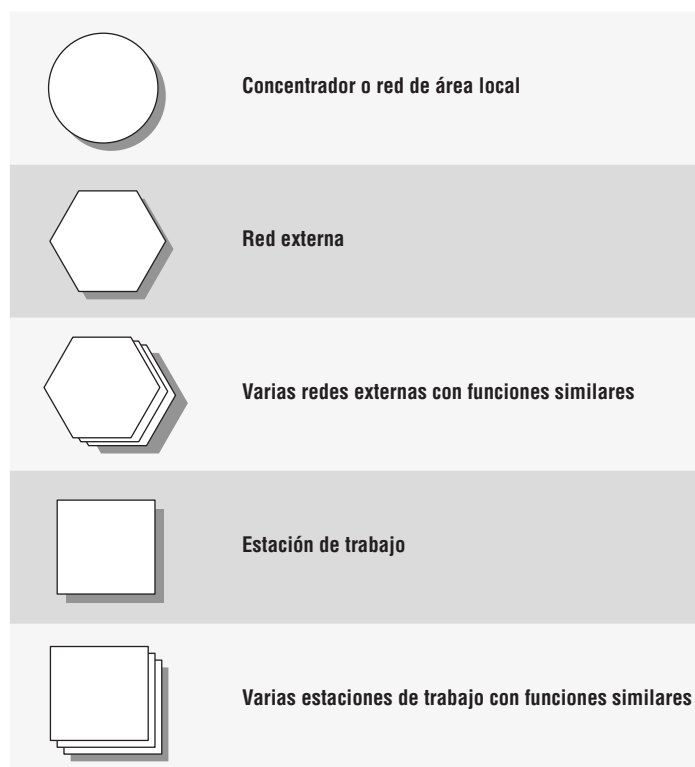 Concentrador o red de área local
Red externa
Varias redes externas con funciones similares
Estación de trabajo
Varias estaciones de trabajo con funciones similares